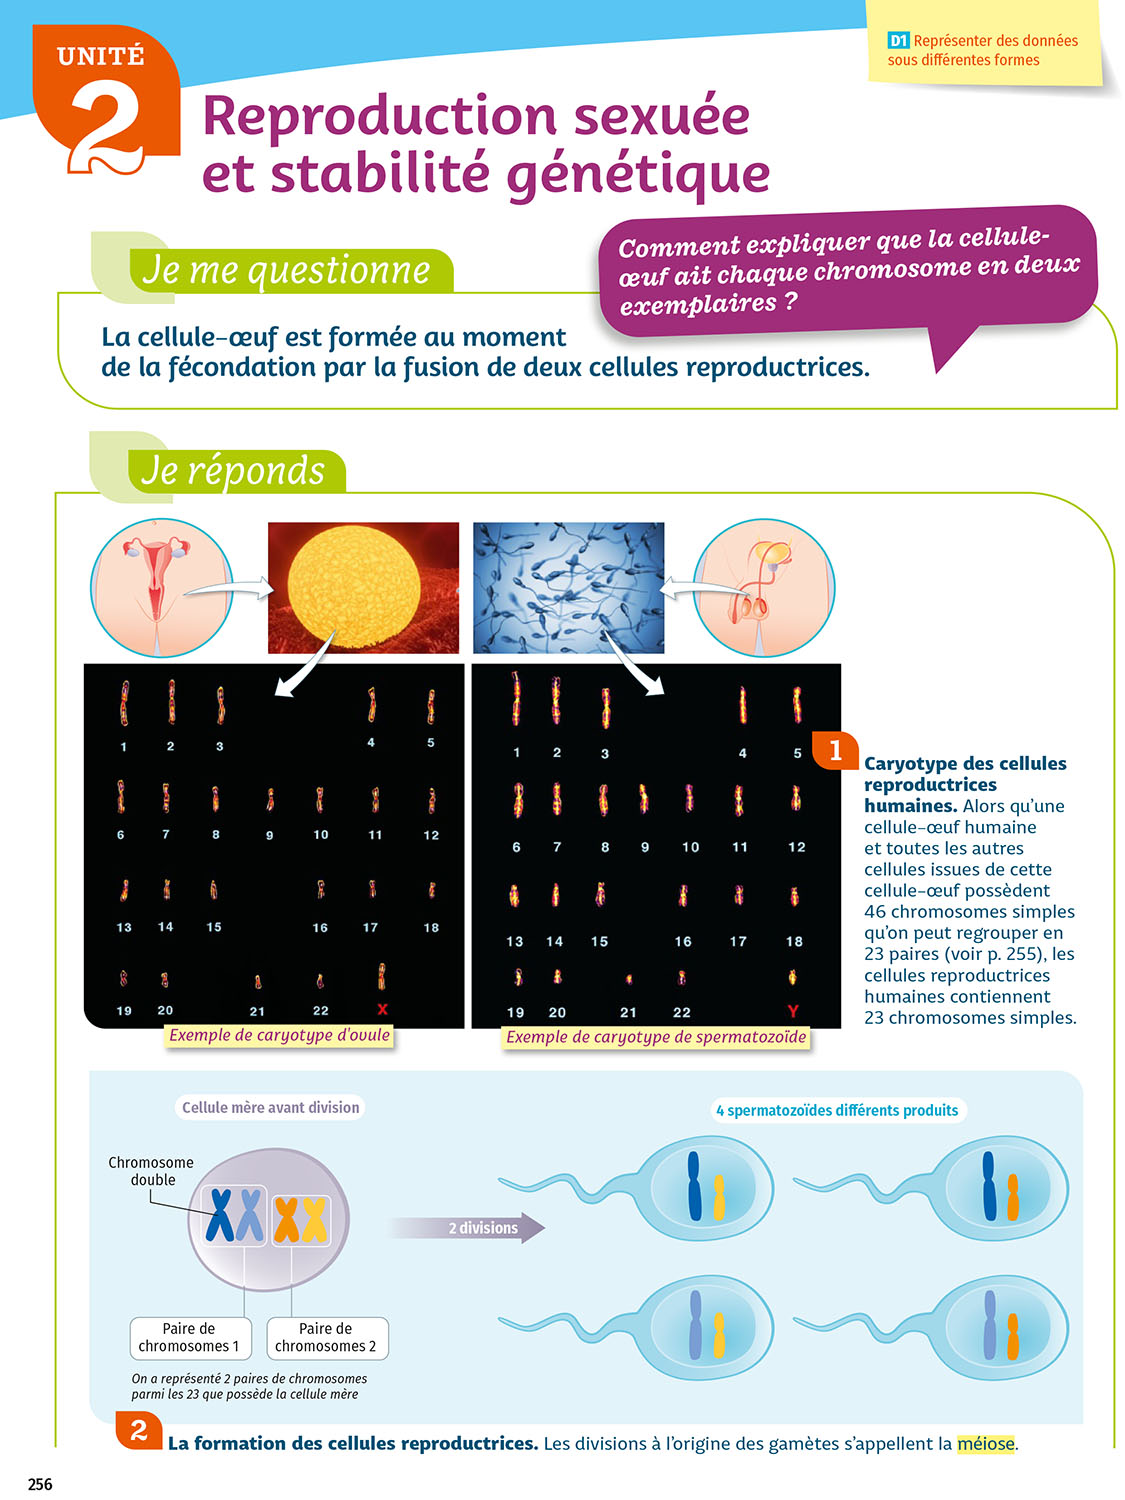 UNITÉ
2
D1 Représenter des données
sous différentes formes
Reproduction sexuée
et stabilité génétique
Je me questionne
Comment expliquer que la cellule-
œuf ait chaque chromosome en deux
exemplaires ?
La cellule-œuf est formée au moment
de la fécondation par la fusion de deux cellules reproductrices.
Je réponds
1 2 3 4 5
6 7 8 9 10 11 12
13 14 15 16 17 18
19 20 21 22 X
Exemple de caryotype d'ovule
1 2 3 4 5
6 7 8 9 10 11 12
13 14 15 16 17 18
19 20 21 22 Y
Exemple de caryotype de spermatozoïde
1
Caryotype des cellules
reproductrices
humaines. Alors qu'une
cellule-œuf humaine
et toutes les autres
cellules issues de cette
cellule-œuf possèdent
46 chromosomes simples
qu'on peut regrouper en
23 paires (voir p. 255), les
cellules reproductrices
humaines contiennent
23 chromosomes simples.
Cellule mère avant division
Chromosome
double
Paire de
chromosomes 1
Paire de
chromosomes 2
On a représenté 2 paires de chromosomes
parmi les 23 que possède la cellule mère
2 divisions
4 spermatozoïdes différents produits
2
La formation des cellules reproductrices. Les divisions à l'origine des gamètes s'appellent la méiose.
256